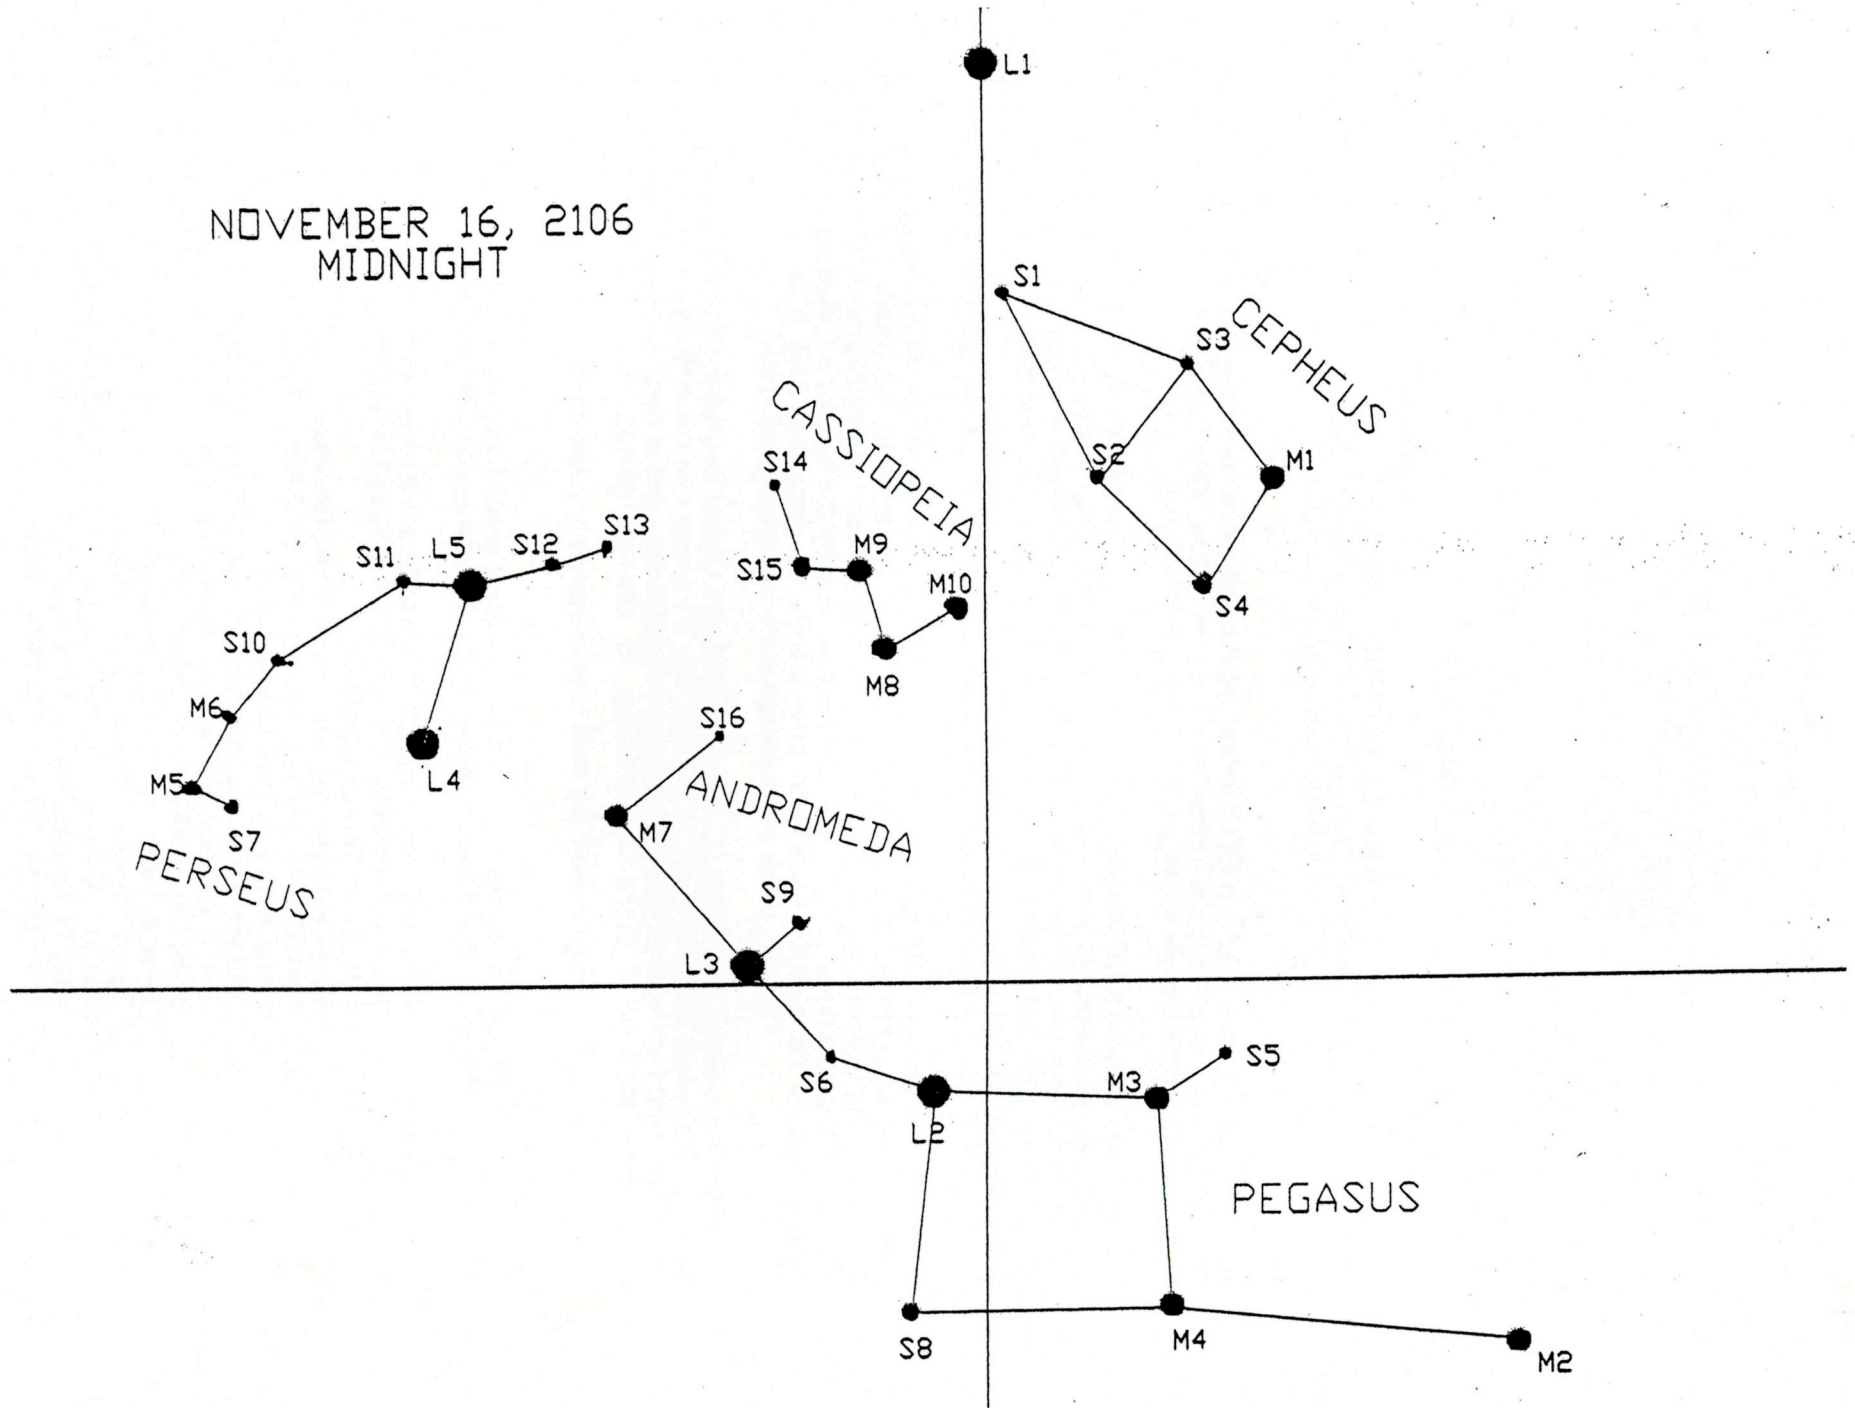 L1
NOVEMBER 16, 2106
MIDNIGHT
S1
S3
CEPHEUS
CASSIOPEIA
S14
S2
M1
S13
S11
L5
S12
S15
M9
M10
S4
S10
M8
M6
S16
L4
M5
ANDROMEDA
M7
S7
PERSEUS
S9
L3
S6
M3
S5
L2
PEGASUS
S8
M4
M2